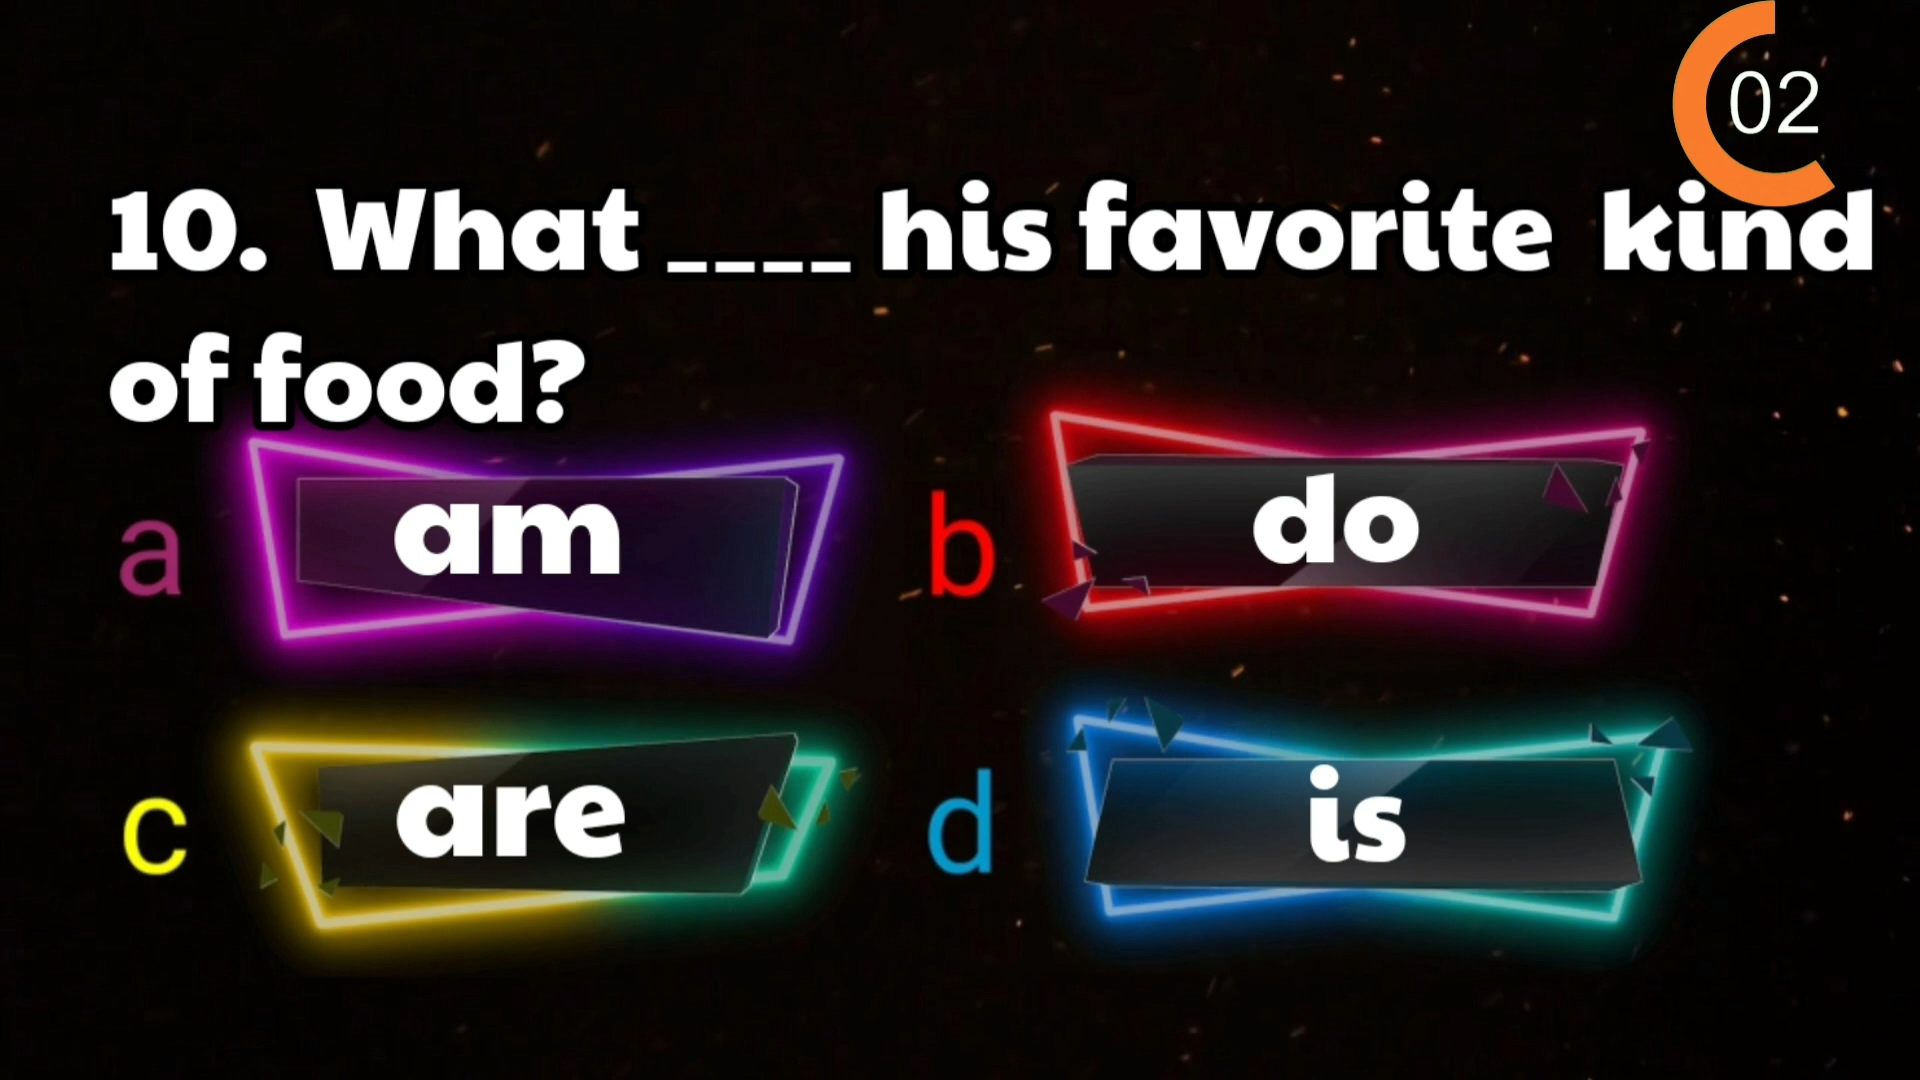 02
10. What ____ his favorite kind
of food?
a am
b do
c are
d is